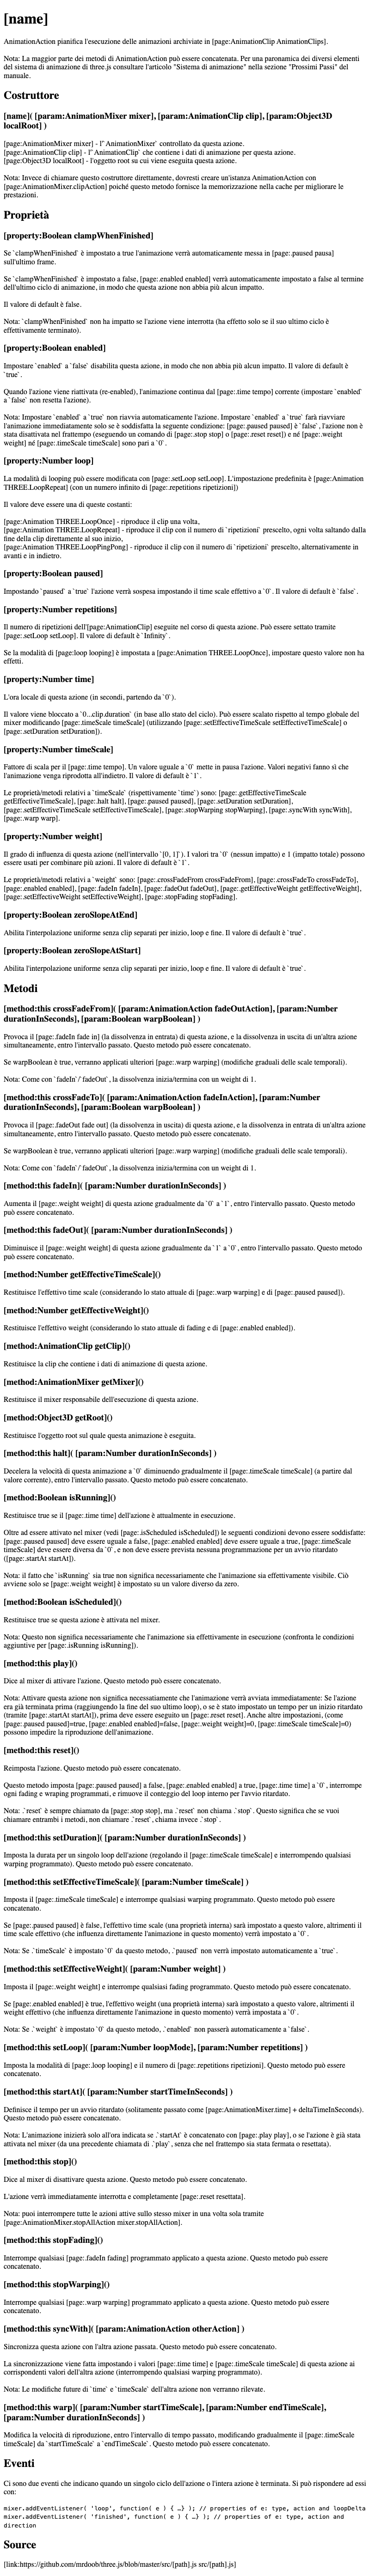 [name]
AnimationAction pianifica l'esecuzione delle animazioni archiviate in [page:AnimationClip AnimationClips].
Nota: La maggior parte dei metodi di AnimationAction può essere concatenata. Per una paronamica dei diversi elementi
del sistema di animazione di three.js consultare l'articolo "Sistema di animazione" nella sezione "Prossimi Passi" del
manuale.
Costruttore
[name]( [param:AnimationMixer mixer], [param:AnimationClip clip], [param:Object3D
localRoot] )
[page:AnimationMixer mixer] - l'`AnimationMixer` controllato da questa azione.
[page:AnimationClip clip] - l'`AnimationClip` che contiene i dati di animazione per questa azione.
[page:Object3D localRoot] - l'oggetto root su cui viene eseguita questa azione.
Nota: Invece di chiamare questo costruttore direttamente, dovresti creare un'istanza AnimationAction con
[page:AnimationMixer.clipAction] poiché questo metodo fornisce la memorizzazione nella cache per migliorare le
prestazioni.
Proprietà
[property:Boolean clampWhenFinished]
Se `clampWhenFinished` è impostato a true l'animazione verrà automaticamente messa in [page:.paused pausa]
sull'ultimo frame.
Se `clampWhenFinished` è impostato a false, [page:.enabled enabled] verrà automaticamente impostato a false al termine
dell'ultimo ciclo di animazione, in modo che questa azione non abbia più alcun impatto.
Il valore di default è false.
Nota: `clampWhenFinished` non ha impatto se l'azione viene interrotta (ha effetto solo se il suo ultimo ciclo è
effettivamente terminato).
[property:Boolean enabled]
Impostare `enabled` a `false` disabilita questa azione, in modo che non abbia più alcun impatto. Il valore di default è
`true`.
Quando l'azione viene riattivata (re-enabled), l'animazione continua dal [page:.time tempo] corrente (impostare `enabled`
a `false` non resetta l'azione).
Nota: Impostare `enabled` a `true` non riavvia automaticamente l'azione. Impostare `enabled` a `true` farà riavviare
l'animazione immediatamente solo se è soddisfatta la seguente condizione: [page:.paused paused] è `false`, l'azione non è
stata disattivata nel frattempo (eseguendo un comando di [page:.stop stop] o [page:.reset reset]) e né [page:.weight
weight] né [page:.timeScale timeScale] sono pari a `0`.
[property:Number loop]
La modalità di looping può essere modificata con [page:.setLoop setLoop]. L'impostazione predefinita è [page:Animation
THREE.LoopRepeat] (con un numero infinito di [page:.repetitions ripetizioni])
Il valore deve essere una di queste costanti:
[page:Animation THREE.LoopOnce] - riproduce il clip una volta,
[page:Animation THREE.LoopRepeat] - riproduce il clip con il numero di `ripetizioni` prescelto, ogni volta saltando dalla
fine della clip direttamente al suo inizio,
[page:Animation THREE.LoopPingPong] - riproduce il clip con il numero di `ripetizioni` prescelto, alternativamente in
avanti e in indietro.
[property:Boolean paused]
Impostando `paused` a `true` l'azione verrà sospesa impostando il time scale effettivo a `0`. Il valore di default è `false`.
[property:Number repetitions]
Il numero di ripetizioni dell'[page:AnimationClip] eseguite nel corso di questa azione. Può essere settato tramite
[page:.setLoop setLoop]. Il valore di default è `Infinity`.
Se la modalità di [page:loop looping] è impostata a [page:Animation THREE.LoopOnce], impostare questo valore non ha
effetti.
[property:Number time]
L'ora locale di questa azione (in secondi, partendo da `0`).
Il valore viene bloccato a `0...clip.duration` (in base allo stato del ciclo). Può essere scalato rispetto al tempo globale del
mixer modificando [page:.timeScale timeScale] (utilizzando [page:.setEffectiveTimeScale setEffectiveTimeScale] o
[page:.setDuration setDuration]).
[property:Number timeScale]
Fattore di scala per il [page:.time tempo]. Un valore uguale a `0` mette in pausa l'azione. Valori negativi fanno sì che
l'animazione venga riprodotta all'indietro. Il valore di default è `1`.
Le proprietà/metodi relativi a `timeScale` (rispettivamente `time`) sono: [page:.getEffectiveTimeScale
getEffectiveTimeScale], [page:.halt halt], [page:.paused paused], [page:.setDuration setDuration],
[page:.setEffectiveTimeScale setEffectiveTimeScale], [page:.stopWarping stopWarping], [page:.syncWith syncWith],
[page:.warp warp].
[property:Number weight]
Il grado di influenza di questa azione (nell'intervallo `[0, 1]`). I valori tra `0` (nessun impatto) e 1 (impatto totale) possono
essere usati per combinare più azioni. Il valore di default è `1`.
Le proprietà/metodi relativi a `weight` sono: [page:.crossFadeFrom crossFadeFrom], [page:.crossFadeTo crossFadeTo],
[page:.enabled enabled], [page:.fadeIn fadeIn], [page:.fadeOut fadeOut], [page:.getEffectiveWeight getEffectiveWeight],
[page:.setEffectiveWeight setEffectiveWeight], [page:.stopFading stopFading].
[property:Boolean zeroSlopeAtEnd]
Abilita l'interpolazione uniforme senza clip separati per inizio, loop e fine. Il valore di default è `true`.
[property:Boolean zeroSlopeAtStart]
Abilita l'interpolazione uniforme senza clip separati per inizio, loop e fine. Il valore di default è `true`.
Metodi
[method:this crossFadeFrom]( [param:AnimationAction fadeOutAction], [param:Number
durationInSeconds], [param:Boolean warpBoolean] )
Provoca il [page:.fadeIn fade in] (la dissolvenza in entrata) di questa azione, e la dissolvenza in uscita di un'altra azione
simultaneamente, entro l'intervallo passato. Questo metodo può essere concatenato.
Se warpBoolean è true, verranno applicati ulteriori [page:.warp warping] (modifiche graduali delle scale temporali).
Nota: Come con `fadeIn`/`fadeOut`, la dissolvenza inizia/termina con un weight di 1.
[method:this crossFadeTo]( [param:AnimationAction fadeInAction], [param:Number
durationInSeconds], [param:Boolean warpBoolean] )
Provoca il [page:.fadeOut fade out] (la dissolvenza in uscita) di questa azione, e la dissolvenza in entrata di un'altra azione
simultaneamente, entro l'intervallo passato. Questo metodo può essere concatenato.
Se warpBoolean è true, verranno applicati ulteriori [page:.warp warping] (modifiche graduali delle scale temporali).
Nota: Come con `fadeIn`/`fadeOut`, la dissolvenza inizia/termina con un weight di 1.
[method:this fadeIn]( [param:Number durationInSeconds] )
Aumenta il [page:.weight weight] di questa azione gradualmente da `0` a `1`, entro l'intervallo passato. Questo metodo
può essere concatenato.
[method:this fadeOut]( [param:Number durationInSeconds] )
Diminuisce il [page:.weight weight] di questa azione gradualmente da `1` a `0`, entro l'intervallo passato. Questo metodo
può essere concatenato.
[method:Number getEffectiveTimeScale]()
Restituisce l'effettivo time scale (considerando lo stato attuale di [page:.warp warping] e di [page:.paused paused]).
[method:Number getEffectiveWeight]()
Restituisce l'effettivo weight (considerando lo stato attuale di fading e di [page:.enabled enabled]).
[method:AnimationClip getClip]()
Restituisce la clip che contiene i dati di animazione di questa azione.
[method:AnimationMixer getMixer]()
Restituisce il mixer responsabile dell'esecuzione di questa azione.
[method:Object3D getRoot]()
Restituisce l'oggetto root sul quale questa animazione è eseguita.
[method:this halt]( [param:Number durationInSeconds] )
Decelera la velocità di questa animazione a `0` diminuendo gradualmente il [page:.timeScale timeScale] (a partire dal
valore corrente), entro l'intervallo passato. Questo metodo può essere concatenato.
[method:Boolean isRunning]()
Restituisce true se il [page:.time time] dell'azione è attualmente in esecuzione.
Oltre ad essere attivato nel mixer (vedi [page:.isScheduled isScheduled]) le seguenti condizioni devono essere soddisfatte:
[page:.paused paused] deve essere uguale a false, [page:.enabled enabled] deve essere uguale a true, [page:.timeScale
timeScale] deve essere diversa da `0`, e non deve essere prevista nessuna programmazione per un avvio ritardato
([page:.startAt startAt]).
Nota: il fatto che `isRunning` sia true non significa necessariamente che l'animazione sia effettivamente visibile. Ciò
avviene solo se [page:.weight weight] è impostato su un valore diverso da zero.
[method:Boolean isScheduled]()
Restituisce true se questa azione è attivata nel mixer.
Nota: Questo non significa necessariamente che l'animazione sia effettivamente in esecuzione (confronta le condizioni
aggiuntive per [page:.isRunning isRunning]).
[method:this play]()
Dice al mixer di attivare l'azione. Questo metodo può essere concatenato.
Nota: Attivare questa azione non significa necessariamente che l'animazione verrà avviata immediatamente: Se l'azione
era già terminata prima (raggiungendo la fine del suo ultimo loop), o se è stato impostato un tempo per un inizio ritardato
(tramite [page:.startAt startAt]), prima deve essere eseguito un [page:.reset reset]. Anche altre impostazioni, (come
[page:.paused paused]=true, [page:.enabled enabled]=false, [page:.weight weight]=0, [page:.timeScale timeScale]=0)
possono impedire la riproduzione dell'animazione.
[method:this reset]()
Reimposta l'azione. Questo metodo può essere concatenato.
Questo metodo imposta [page:.paused paused] a false, [page:.enabled enabled] a true, [page:.time time] a `0`, interrompe
ogni fading e wraping programmati, e rimuove il conteggio del loop interno per l'avvio ritardato.
Nota: .`reset` è sempre chiamato da [page:.stop stop], ma .`reset` non chiama .`stop`. Questo significa che se vuoi
chiamare entrambi i metodi, non chiamare .`reset`, chiama invece .`stop`.
[method:this setDuration]( [param:Number durationInSeconds] )
Imposta la durata per un singolo loop dell'azione (regolando il [page:.timeScale timeScale] e interrompendo qualsiasi
warping programmato). Questo metodo può essere concatenato.
[method:this setEffectiveTimeScale]( [param:Number timeScale] )
Imposta il [page:.timeScale timeScale] e interrompe qualsiasi warping programmato. Questo metodo può essere
concatenato.
Se [page:.paused paused] è false, l'effettivo time scale (una proprietà interna) verrà impostato a questo valore, altrimenti il
time scale effettivo (che influenza direttamente l'animazione in questo momento) verrà impostato a `0`.
Nota: Se .`timeScale` è impostato `0` da questo metodo, .`paused` non verrà impostato automaticamente a `true`.
[method:this setEffectiveWeight]( [param:Number weight] )
Imposta il [page:.weight weight] e interrompe qualsiasi fading programmato. Questo metodo può essere concatenato.
Se [page:.enabled enabled] è true, l'effettivo weight (una proprietà interna) sarà impostato a questo valore, altrimenti il
weight effettivo (che influenza direttamente l'animazione in questo momento) verrà impostata a `0`.
Nota: Se .`weight` è impostato `0` da questo metodo, .`enabled` non passerà automaticamente a `false`.
[method:this setLoop]( [param:Number loopMode], [param:Number repetitions] )
Imposta la modalità di [page:.loop looping] e il numero di [page:.repetitions ripetizioni]. Questo metodo può essere
concatenato.
[method:this startAt]( [param:Number startTimeInSeconds] )
Definisce il tempo per un avvio ritardato (solitamente passato come [page:AnimationMixer.time] + deltaTimeInSeconds).
Questo metodo può essere concatenato.
Nota: L'animazione inizierà solo all'ora indicata se .`startAt` è concatenato con [page:.play play], o se l'azione è già stata
attivata nel mixer (da una precedente chiamata di .`play`, senza che nel frattempo sia stata fermata o resettata).
[method:this stop]()
Dice al mixer di disattivare questa azione. Questo metodo può essere concatenato.
L'azione verrà immediatamente interrotta e completamente [page:.reset resettata].
Nota: puoi interrompere tutte le azioni attive sullo stesso mixer in una volta sola tramite
[page:AnimationMixer.stopAllAction mixer.stopAllAction].
[method:this stopFading]()
Interrompe qualsiasi [page:.fadeIn fading] programmato applicato a questa azione. Questo metodo può essere
concatenato.
[method:this stopWarping]()
Interrompe qualsiasi [page:.warp warping] programmato applicato a questa azione. Questo metodo può essere
concatenato.
[method:this syncWith]( [param:AnimationAction otherAction] )
Sincronizza questa azione con l'altra azione passata. Questo metodo può essere concatenato.
La sincronizzazione viene fatta impostando i valori [page:.time time] e [page:.timeScale timeScale] di questa azione ai
corrispondenti valori dell'altra azione (interrompendo qualsiasi warping programmato).
Nota: Le modifiche future di `time` e `timeScale` dell'altra azione non verranno rilevate.
[method:this warp]( [param:Number startTimeScale], [param:Number endTimeScale],
[param:Number durationInSeconds] )
Modifica la velocità di riproduzione, entro l'intervallo di tempo passato, modificando gradualmente il [page:.timeScale
timeScale] da `startTimeScale` a `endTimeScale`. Questo metodo può essere concatenato.
Eventi
Ci sono due eventi che indicano quando un singolo ciclo dell'azione o l'intera azione è terminata. Si può rispondere ad essi
con:
mixer.addEventListener( 'loop', function( e ) { …} ); // properties of e: type, action and loopDelta
mixer.addEventListener( 'finished', function( e ) { …} ); // properties of e: type, action and
direction
Source
[link:https://github.com/mrdoob/three.js/blob/master/src/[path].js src/[path].js]